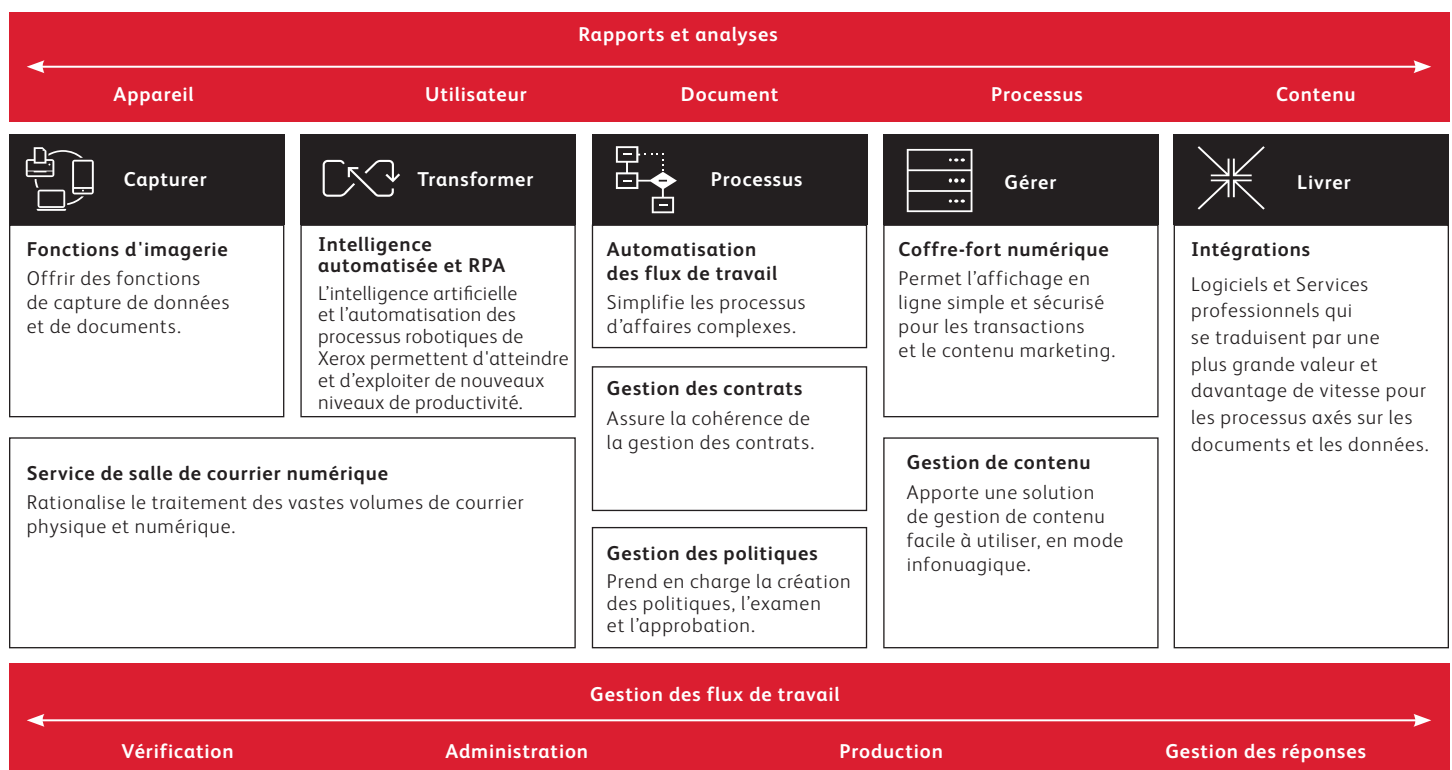 Rapports et analyses
Appareil
Utilisateur
Document
Processus
Contenu
Capturer
Fonctions d'imagerie
Offrir des fonctions
de capture de données
et de documents.
Transformer
Intelligence
automatisée et RPA
L'intelligence artificielle
et l'automatisation des
processus robotiques de
Xerox permettent d'atteindre
et d'exploiter de nouveaux
niveaux de productivité.
Service de salle de courrier numérique
Rationalise le traitement des vastes volumes de courrier
physique et numérique.
Processus
Automatisation
des flux de travail
Simplifie les processus
d'affaires complexes.
Gestion des contrats
Assure la cohérence de
la gestion des contrats.
Gestion des politiques
Prend en charge la création
des politiques, l'examen
et l'approbation.
Gérer
Coffre-fort numérique
Permet l'affichage en
ligne simple et sécurisé
pour les transactions
et le contenu marketing.
Gestion de contenu
Apporte une solution
de gestion de contenu
facile à utiliser, en mode
infonuagique.
Livrer
Intégrations
Logiciels et Services
professionnels qui
se traduisent par une
plus grande valeur et
davantage de vitesse pour
les processus axés sur les
documents et les données.
Gestion des flux de travail
Vérification
Administration
Production
Gestion des réponses